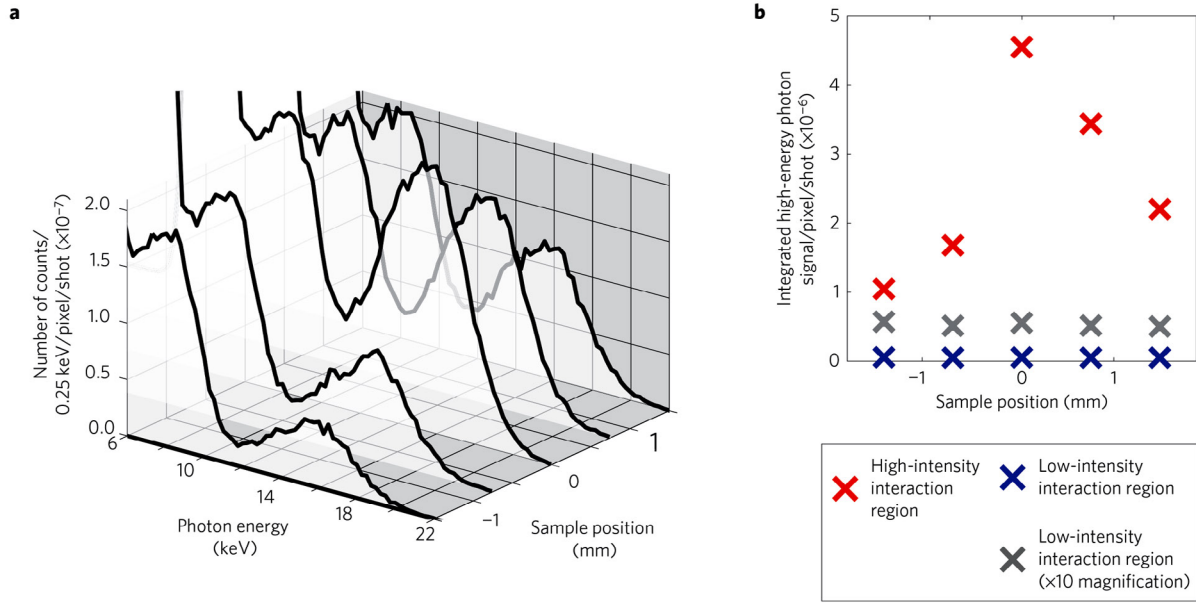 a
Number of counts/
0.25 keV/pixel/shot (×10⁻⁷)
2.0
1.5
1.0
0.5
0.0
6
10
14
18
22
Photon energy
(keV)
−1
0
1
Sample position
(mm)
b
Integrated high-energy photon
signal/pixel/shot (×10⁻⁶)
5
4
3
2
1
0
−1
0
1
Sample position (mm)
High-intensity
interaction
region
Low-intensity
interaction region
Low-intensity
interaction region
(×10 magnification)